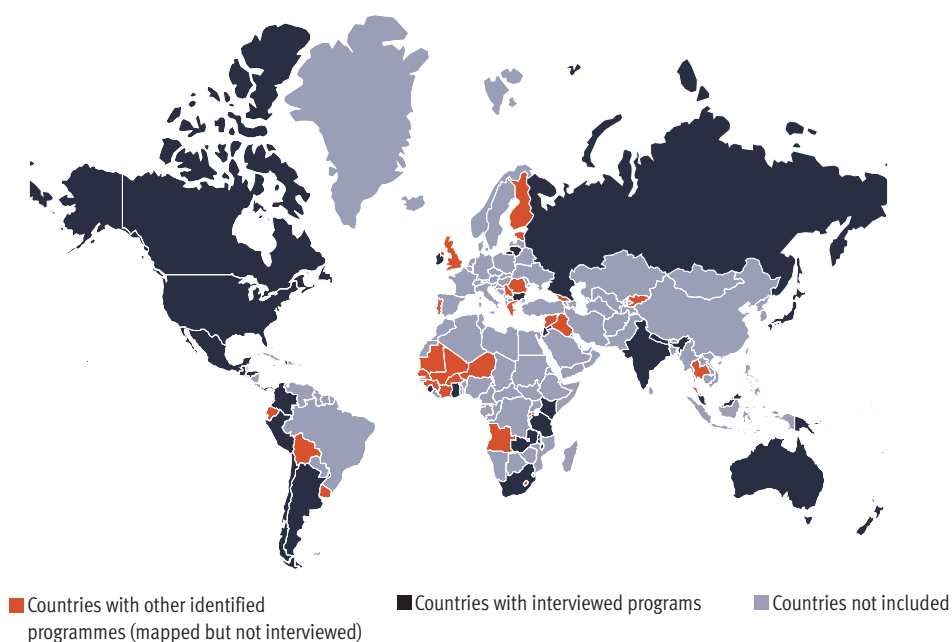 Countries with other identified
programmes (mapped but not interviewed)
Countries with interviewed programs
Countries not included